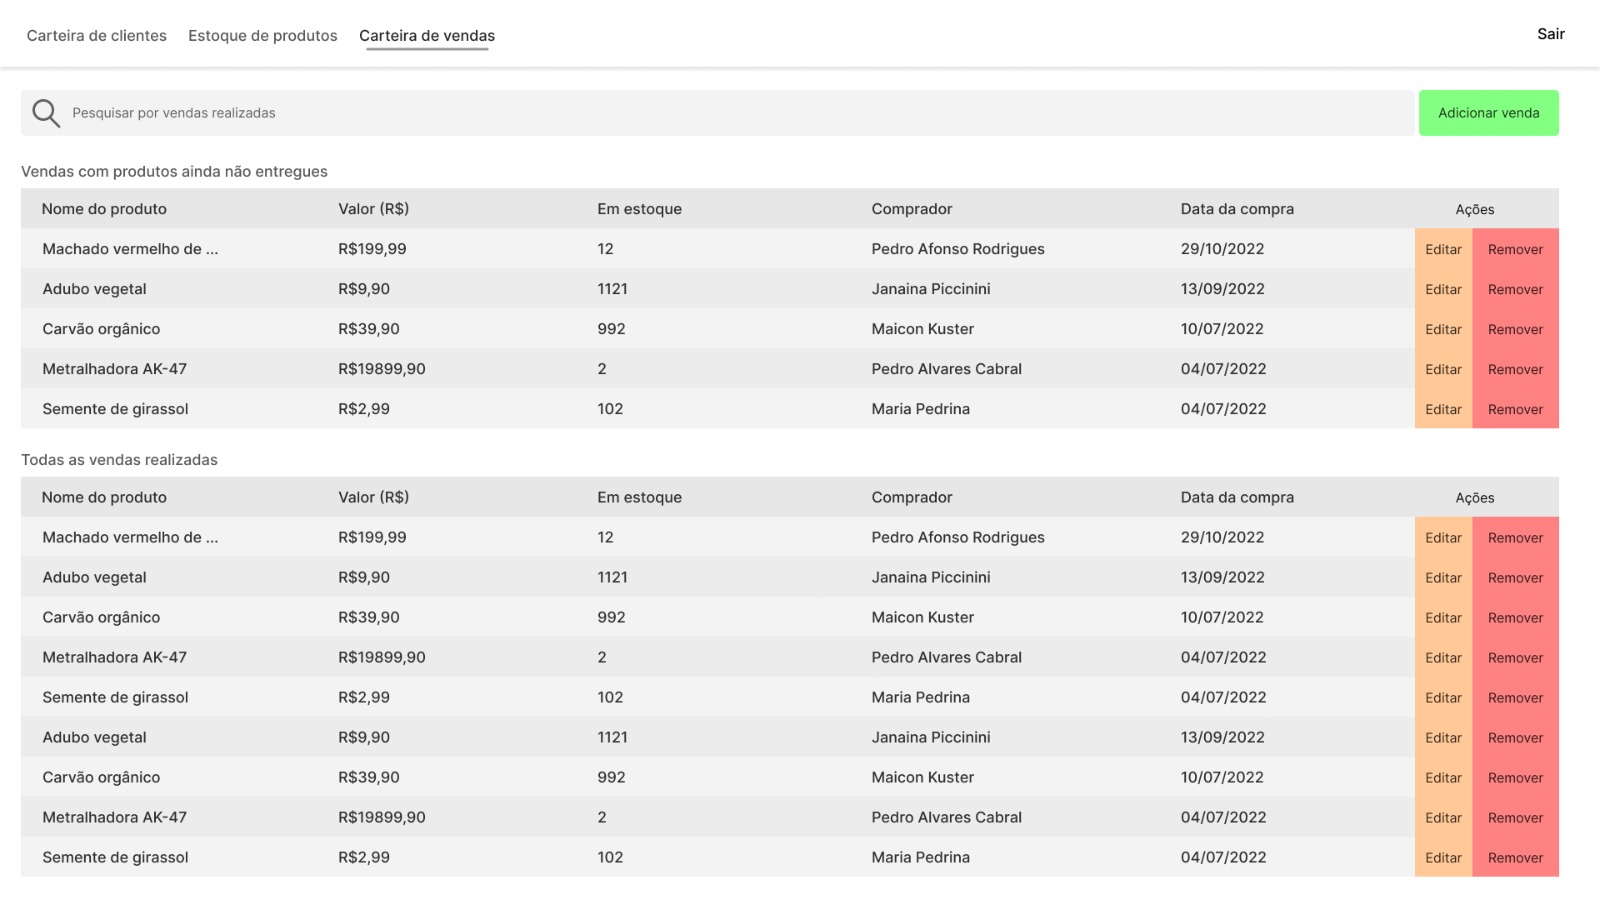 Carteira de clientes Estoque de produtos Carteira de vendas Sair
Pesquisar por vendas realizadas Adicionar venda
Vendas com produtos ainda não entregues
Nome do produto Valor (R$) Em estoque Comprador Data da compra Ações
Machado vermelho de ... R$199,99 12 Pedro Afonso Rodrigues 29/10/2022 Editar Remover
Adubo vegetal R$9,90 1121 Janaina Piccinini 13/09/2022 Editar Remover
Carvão orgânico R$39,90 992 Maicon Kuster 10/07/2022 Editar Remover
Metralhadora AK-47 R$19899,90 2 Pedro Alvares Cabral 04/07/2022 Editar Remover
Semente de girassol R$2,99 102 Maria Pedrina 04/07/2022 Editar Remover
Todas as vendas realizadas
Nome do produto Valor (R$) Em estoque Comprador Data da compra Ações
Machado vermelho de ... R$199,99 12 Pedro Afonso Rodrigues 29/10/2022 Editar Remover
Adubo vegetal R$9,90 1121 Janaina Piccinini 13/09/2022 Editar Remover
Carvão orgânico R$39,90 992 Maicon Kuster 10/07/2022 Editar Remover
Metralhadora AK-47 R$19899,90 2 Pedro Alvares Cabral 04/07/2022 Editar Remover
Semente de girassol R$2,99 102 Maria Pedrina 04/07/2022 Editar Remover
Adubo vegetal R$9,90 1121 Janaina Piccinini 13/09/2022 Editar Remover
Carvão orgânico R$39,90 992 Maicon Kuster 10/07/2022 Editar Remover
Metralhadora AK-47 R$19899,90 2 Pedro Alvares Cabral 04/07/2022 Editar Remover
Semente de girassol R$2,99 102 Maria Pedrina 04/07/2022 Editar Remover